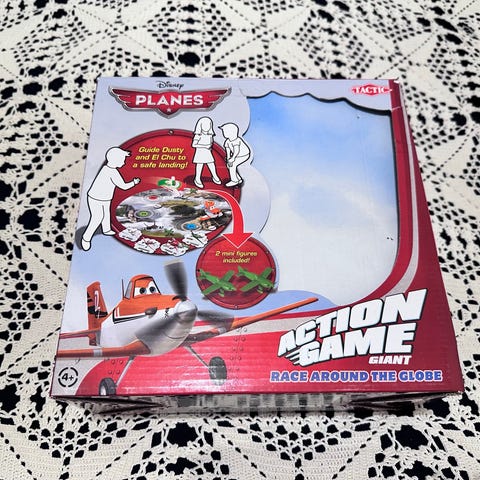 Disney
PLANES
TACTIC
Guide Dusty
and El Chu to
a safe landing!
2 mini figures
included!
ACTION
GAME
GIANT
RACE AROUND THE GLOBE
4+
7